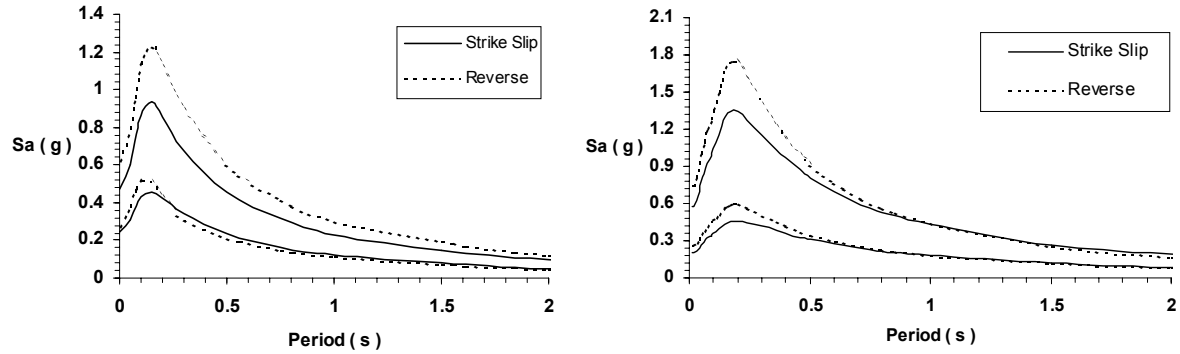 1.4
1.2
1
0.8
0.6
0.4
0.2
0
Sa ( g )
0 0.5 1 1.5 2
Period ( s )
Strike Slip
Reverse
2.1
1.8
1.5
1.2
0.9
0.6
0.3
0
Sa ( g )
0 0.5 1 1.5 2
Period ( s )
Strike Slip
Reverse